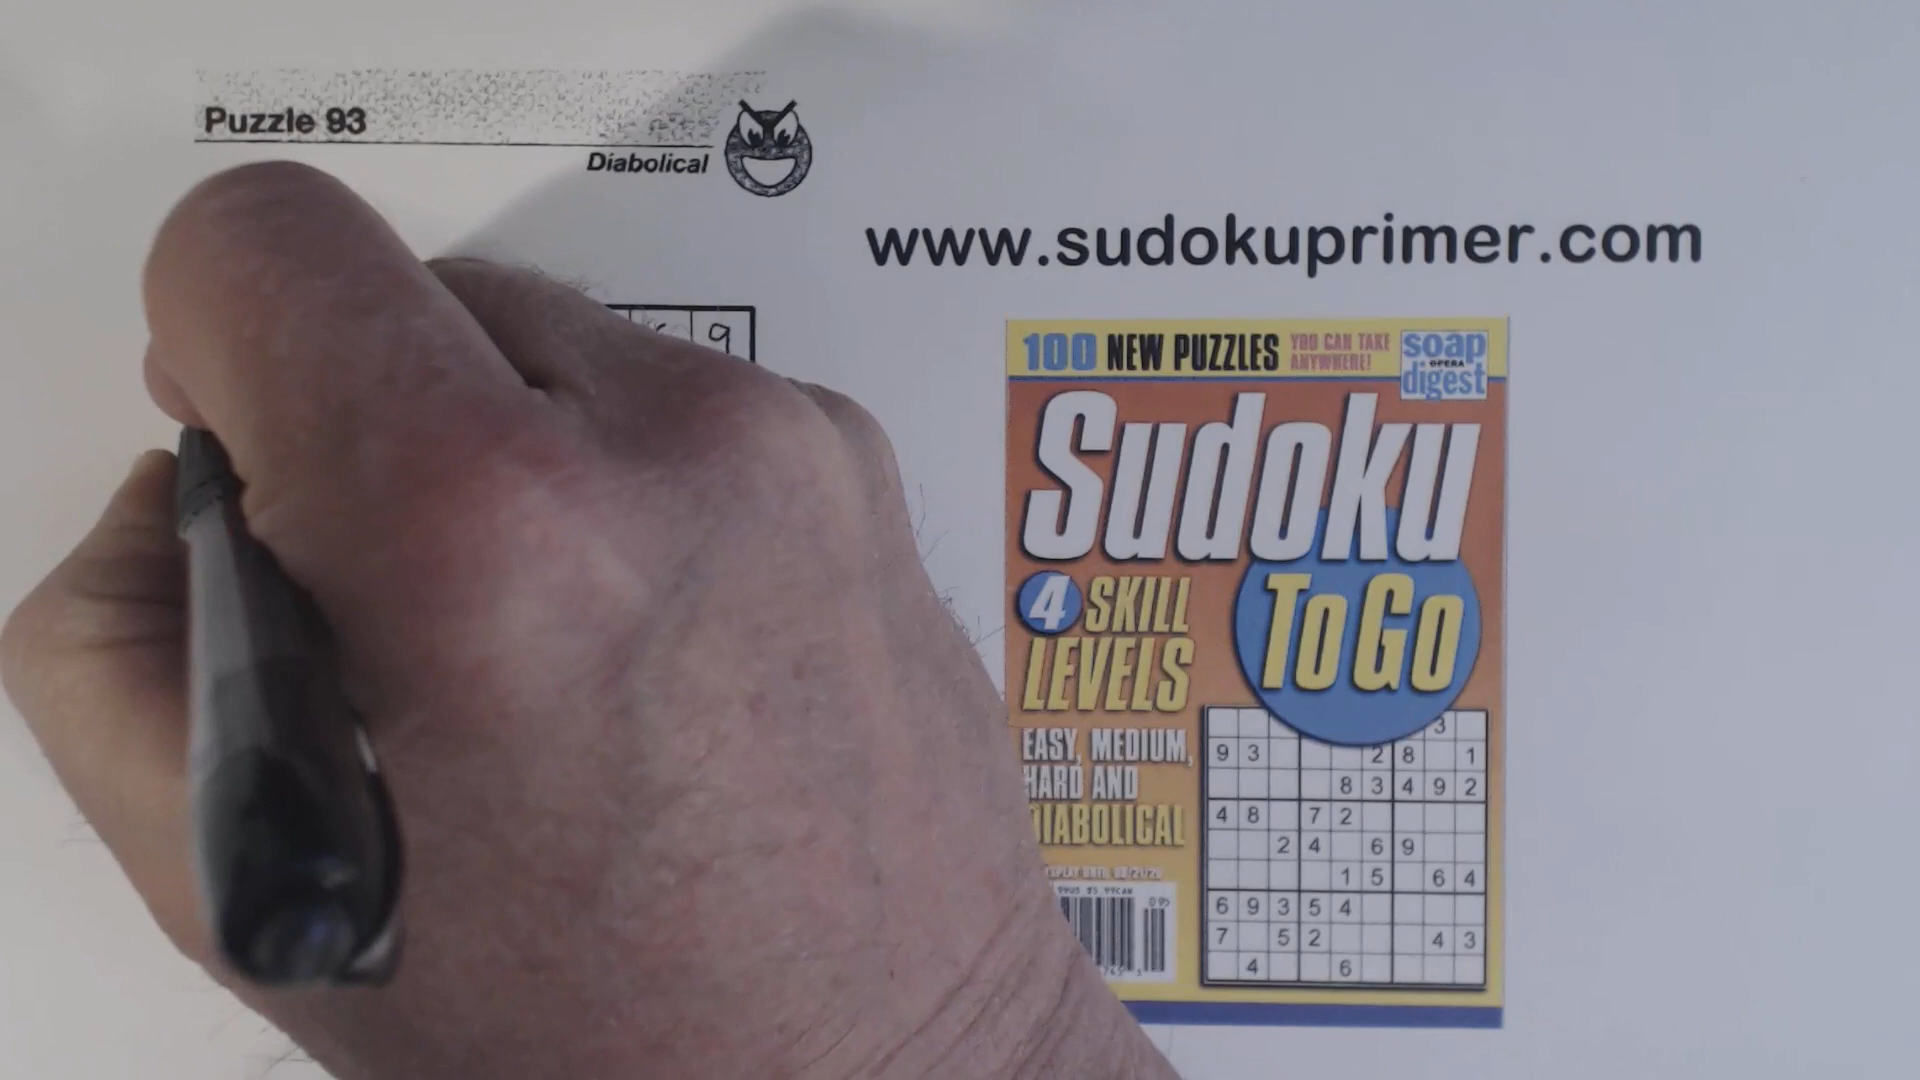 Puzzle 93
Diabolical
9
www.sudokuprimer.com
100 NEW PUZZLES YOU CAN TAKE ANYWHERE! soap OPERA digest
Sudoku
To Go
4 SKILL
LEVELS
EASY, MEDIUM,
HARD AND
DIABOLICAL
3
9 3 2 8 1
8 3 4 9 2
4 8 7 2
2 4 6 9
1 5 6 4
6 9 3 5 4
7 5 2 4 3
4 6